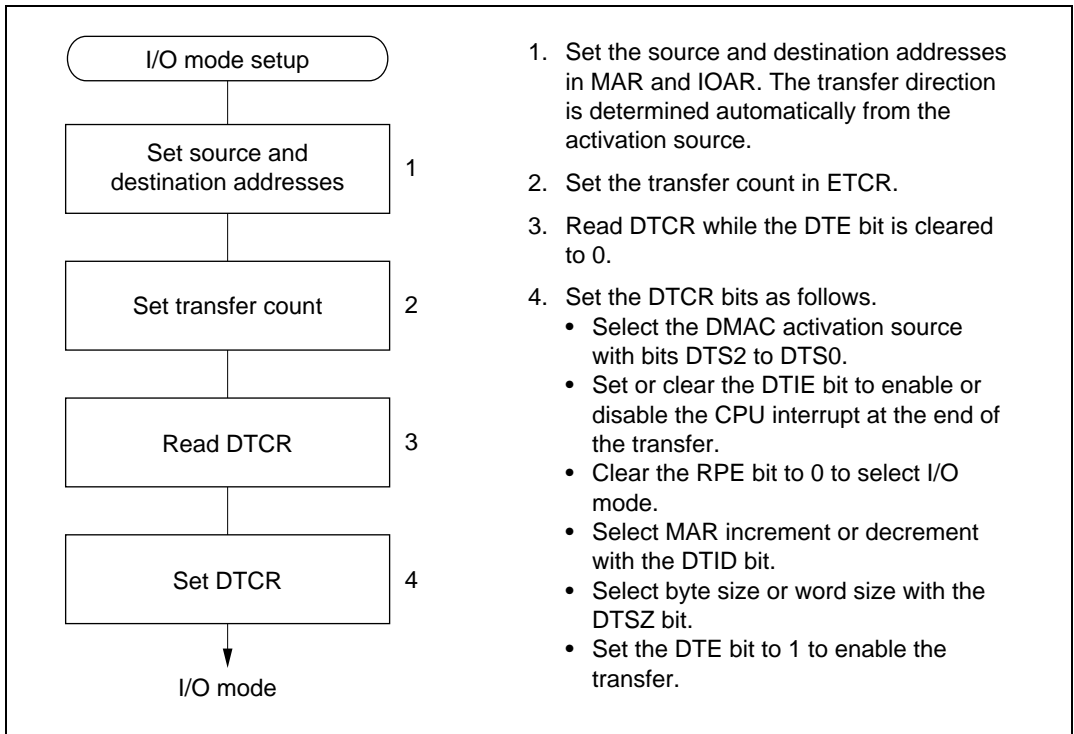 I/O mode setup
Set source and
destination addresses
1
Set transfer count
2
Read DTCR
3
Set DTCR
4
I/O mode
1. Set the source and destination addresses
in MAR and IOAR. The transfer direction
is determined automatically from the
activation source.
2. Set the transfer count in ETCR.
3. Read DTCR while the DTE bit is cleared
to 0.
4. Set the DTCR bits as follows.
• Select the DMAC activation source
with bits DTS2 to DTS0.
• Set or clear the DTIE bit to enable or
disable the CPU interrupt at the end of
the transfer.
• Clear the RPE bit to 0 to select I/O
mode.
• Select MAR increment or decrement
with the DTID bit.
• Select byte size or word size with the
DTSZ bit.
• Set the DTE bit to 1 to enable the
transfer.